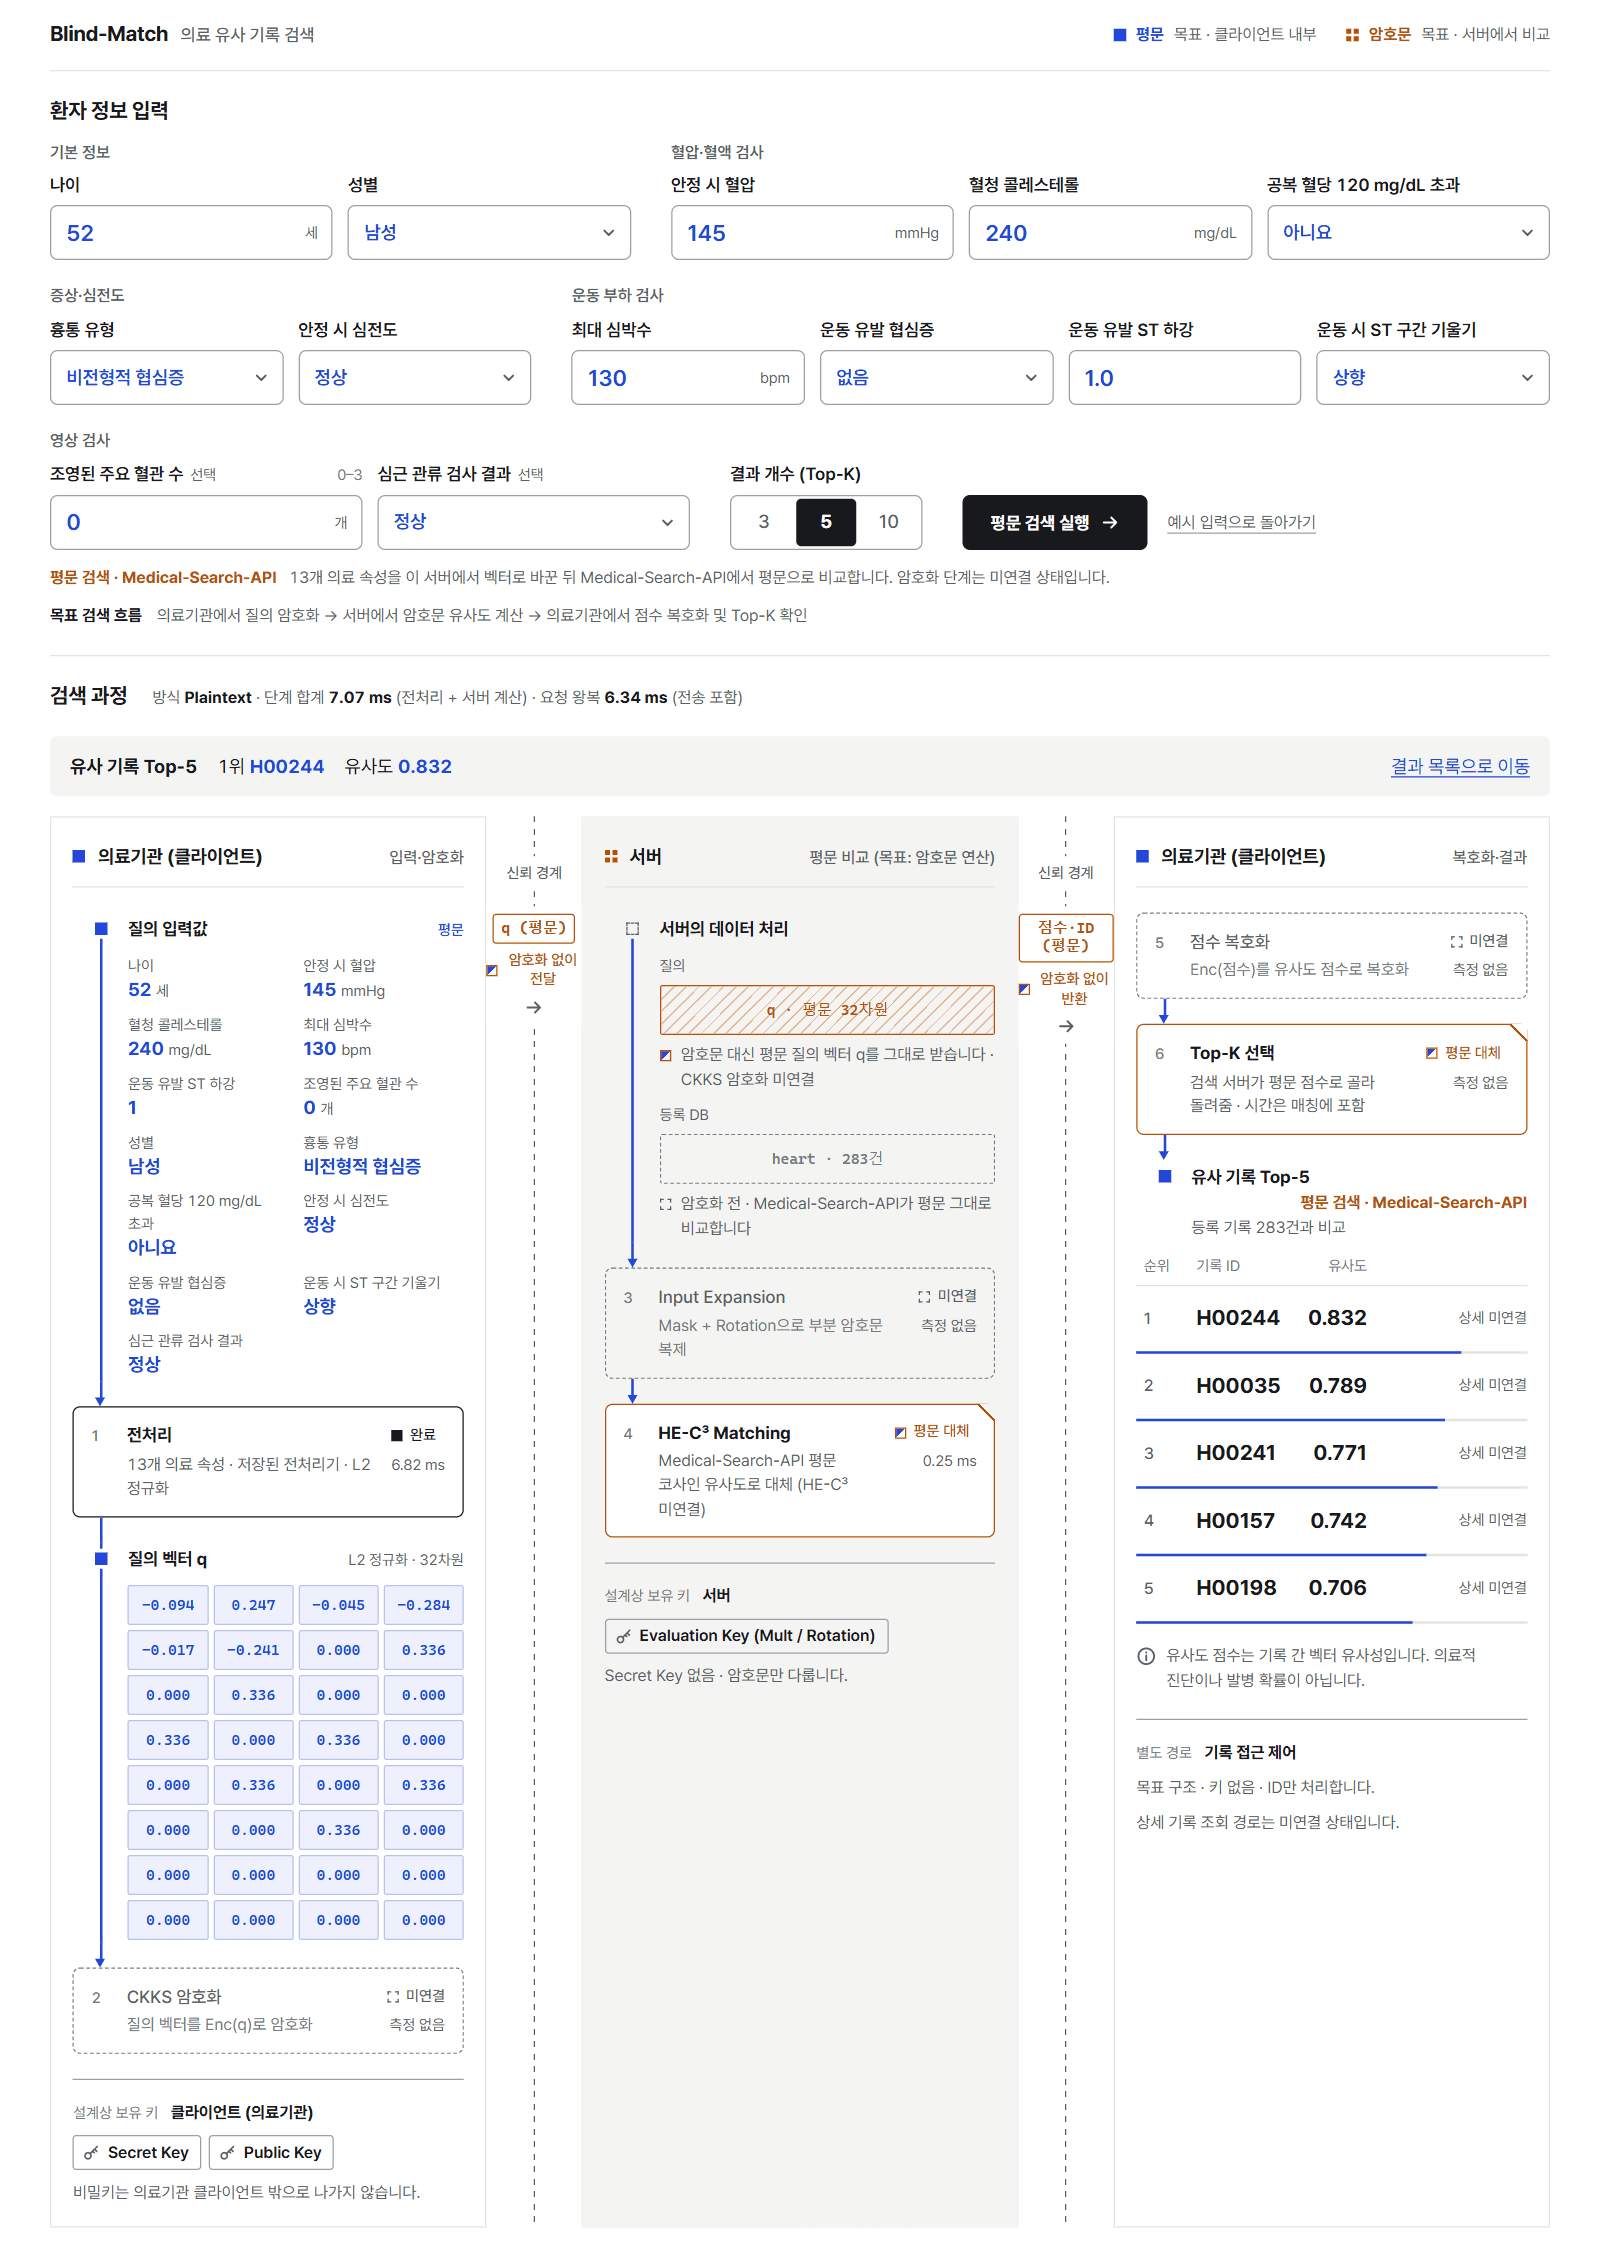 Blind-Match 의료 유사 기록 검색
평문 목표 · 클라이언트 내부 암호문 목표 · 서버에서 비교
환자 정보 입력
기본 정보
혈압·혈액 검사
나이
성별
안정 시 혈압
혈청 콜레스테롤
공복 혈당 120 mg/dL 초과
52 세
남성
145 mmHg
240 mg/dL
아니요
증상·심전도
운동 부하 검사
흉통 유형
안정 시 심전도
최대 심박수
운동 유발 협심증
운동 유발 ST 하강
운동 시 ST 구간 기울기
비전형적 협심증
정상
130 bpm
없음
1.0
상향
영상 검사
조영된 주요 혈관 수 선택 0–3
심근 관류 검사 결과 선택
결과 개수 (Top-K)
0 개
정상
3 5 10
평문 검색 실행 →
예시 입력으로 돌아가기
평문 검색 · Medical-Search-API 13개 의료 속성을 이 서버에서 벡터로 바꾼 뒤 Medical-Search-API에서 평문으로 비교합니다. 암호화 단계는 미연결 상태입니다.
목표 검색 흐름 의료기관에서 질의 암호화 → 서버에서 암호문 유사도 계산 → 의료기관에서 점수 복호화 및 Top-K 확인
검색 과정 방식 Plaintext · 단계 합계 7.07 ms (전처리 + 서버 계산) · 요청 왕복 6.34 ms (전송 포함)
유사 기록 Top-5 1위 H00244 유사도 0.832
결과 목록으로 이동
의료기관 (클라이언트) 입력·암호화
질의 입력값 평문
나이
52 세
안정 시 혈압
145 mmHg
혈청 콜레스테롤
240 mg/dL
최대 심박수
130 bpm
운동 유발 ST 하강
1
조영된 주요 혈관 수
0 개
성별
남성
흉통 유형
비전형적 협심증
공복 혈당 120 mg/dL
초과
아니요
안정 시 심전도
정상
운동 유발 협심증
없음
운동 시 ST 구간 기울기
상향
심근 관류 검사 결과
정상
1 전처리 완료
13개 의료 속성 · 저장된 전처리기 · L2 6.82 ms
정규화
질의 벡터 q L2 정규화 · 32차원
−0.094 0.247 −0.045 −0.284
−0.017 −0.241 0.000 0.336
0.000 0.336 0.000 0.000
0.336 0.000 0.336 0.000
0.000 0.336 0.000 0.336
0.000 0.000 0.336 0.000
0.000 0.000 0.000 0.000
0.000 0.000 0.000 0.000
2 CKKS 암호화 미연결
질의 벡터를 Enc(q)로 암호화 측정 없음
설계상 보유 키 클라이언트 (의료기관)
Secret Key
Public Key
비밀키는 의료기관 클라이언트 밖으로 나가지 않습니다.
신뢰 경계
q (평문)
암호화 없이
전달
→
서버 평문 비교 (목표: 암호문 연산)
서버의 데이터 처리
질의
q · 평문 32차원
암호문 대신 평문 질의 벡터 q를 그대로 받습니다 ·
CKKS 암호화 미연결
등록 DB
heart · 283건
암호화 전 · Medical-Search-API가 평문 그대로
비교합니다
3 Input Expansion 미연결
Mask + Rotation으로 부분 암호문 측정 없음
복제
4 HE-C³ Matching 평문 대체
Medical-Search-API 평문 0.25 ms
코사인 유사도로 대체 (HE-C³
미연결)
설계상 보유 키 서버
Evaluation Key (Mult / Rotation)
Secret Key 없음 · 암호문만 다룹니다.
신뢰 경계
점수·ID
(평문)
암호화 없이
반환
→
의료기관 (클라이언트) 복호화·결과
5 점수 복호화 미연결
Enc(점수)를 유사도 점수로 복호화 측정 없음
6 Top-K 선택 평문 대체
검색 서버가 평문 점수로 골라 측정 없음
돌려줌 · 시간은 매칭에 포함
유사 기록 Top-5
평문 검색 · Medical-Search-API
등록 기록 283건과 비교
순위 기록 ID 유사도
1 H00244 0.832 상세 미연결
2 H00035 0.789 상세 미연결
3 H00241 0.771 상세 미연결
4 H00157 0.742 상세 미연결
5 H00198 0.706 상세 미연결
유사도 점수는 기록 간 벡터 유사성입니다. 의료적
진단이나 발병 확률이 아닙니다.
별도 경로 기록 접근 제어
목표 구조 · 키 없음 · ID만 처리합니다.
상세 기록 조회 경로는 미연결 상태입니다.